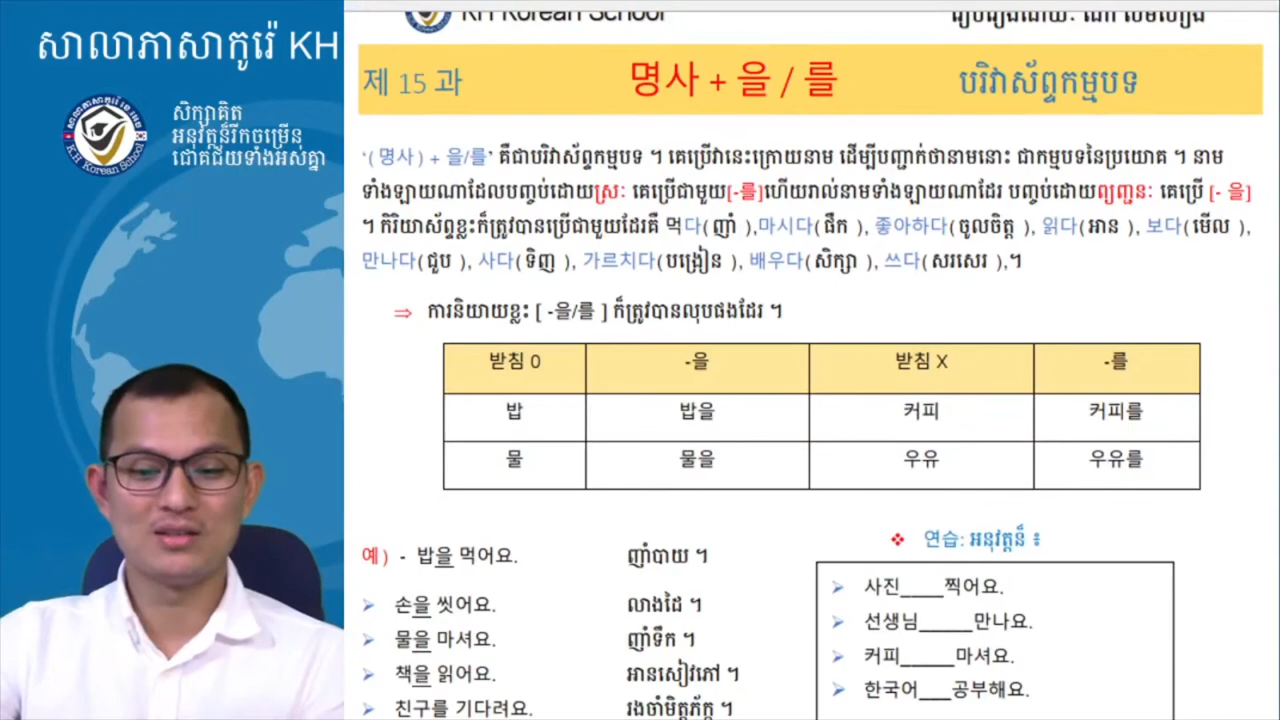 សាលាភាសាកូរ៉េ KH
សិក្សាគិត
អនុវត្តន៏រីកចម្រើន
ជោគជ័យទាំងអស់គ្នា
KH Korean School
KH Korean School
제 15 과 명사 + 을 / 를 បរិវាស័ព្ទកម្មបទ
‘(명사) + 을/를’ គឺជាបរិវាស័ព្ទកម្មបទ ។ គេប្រើវានេះក្រោយនាម ដើម្បីបញ្ជាក់ថានាមនោះ ជាកម្មបទនៃប្រយោគ ។ នាម
ទាំងឡាយណាដែលបញ្ចប់ដោយស្រៈ គេប្រើជាមួយ[-를]ហើយរាល់នាមទាំងឡាយណាដែរ បញ្ចប់ដោយព្យញ្ជនៈ គេប្រើ [- 을]
។ កិរិយាស័ព្ទខ្លះក៏ត្រូវបានប្រើជាមួយដែរគឺ 먹다(ញ៉ាំ ),마시다(ផឹក ), 좋아하다(ចូលចិត្ត ), 읽다(អាន ), 보다(មើល ),
만나다(ជួប ), 사다(ទិញ ), 가르치다(បង្រៀន ), 배우다(សិក្សា ), 쓰다(សរសេរ ),។
⇒ ការនិយាយខ្លះ [ -을/를 ] ក៏ត្រូវបានលុបផងដែរ ។
받침 0 -을 받침 X -를
밥 밥을 커피 커피를
물 물을 우유 우유를
예) - 밥을 먹어요. ញ៉ាំបាយ ។
손을 씻어요. លាងដៃ ។
물을 마셔요. ញ៉ាំទឹក ។
책을 읽어요. អានសៀវភៅ ។
친구를 기다려요. រង់ចាំមិត្តភ័ក្ត ។
연습: អនុវត្តន៏ ៖
사진____찍어요.
선생님_____만나요.
커피_____마셔요.
한국어___공부해요.